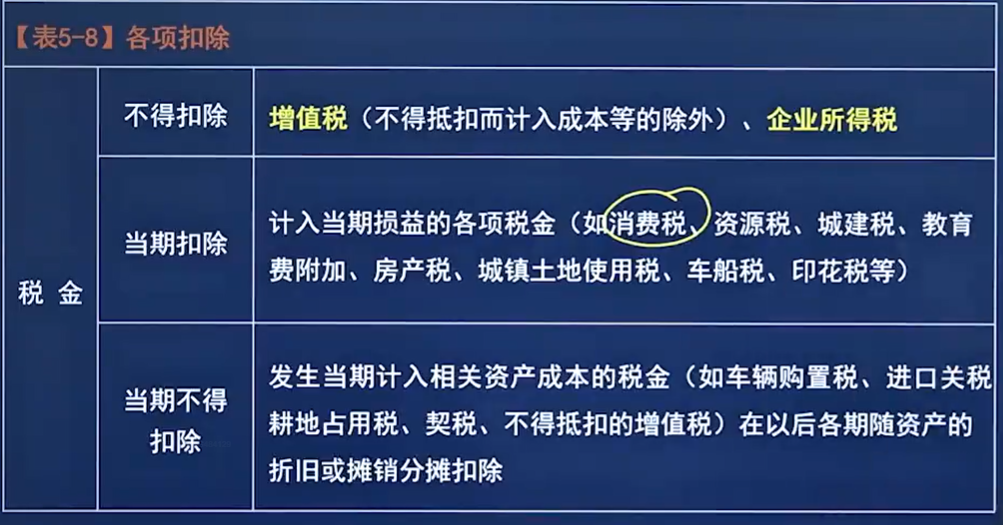 【表5-8】各项扣除
税 金
不得扣除
增值税（不得抵扣而计入成本等的除外）、企业所得税
当期扣除
计入当期损益的各项税金（如消费税、资源税、城建税、教育
费附加、房产税、城镇土地使用税、车船税、印花税等）
当期不得
扣除
发生当期计入相关资产成本的税金（如车辆购置税、进口关税
耕地占用税、契税、不得抵扣的增值税）在以后各期随资产的
折旧或摊销分摊扣除